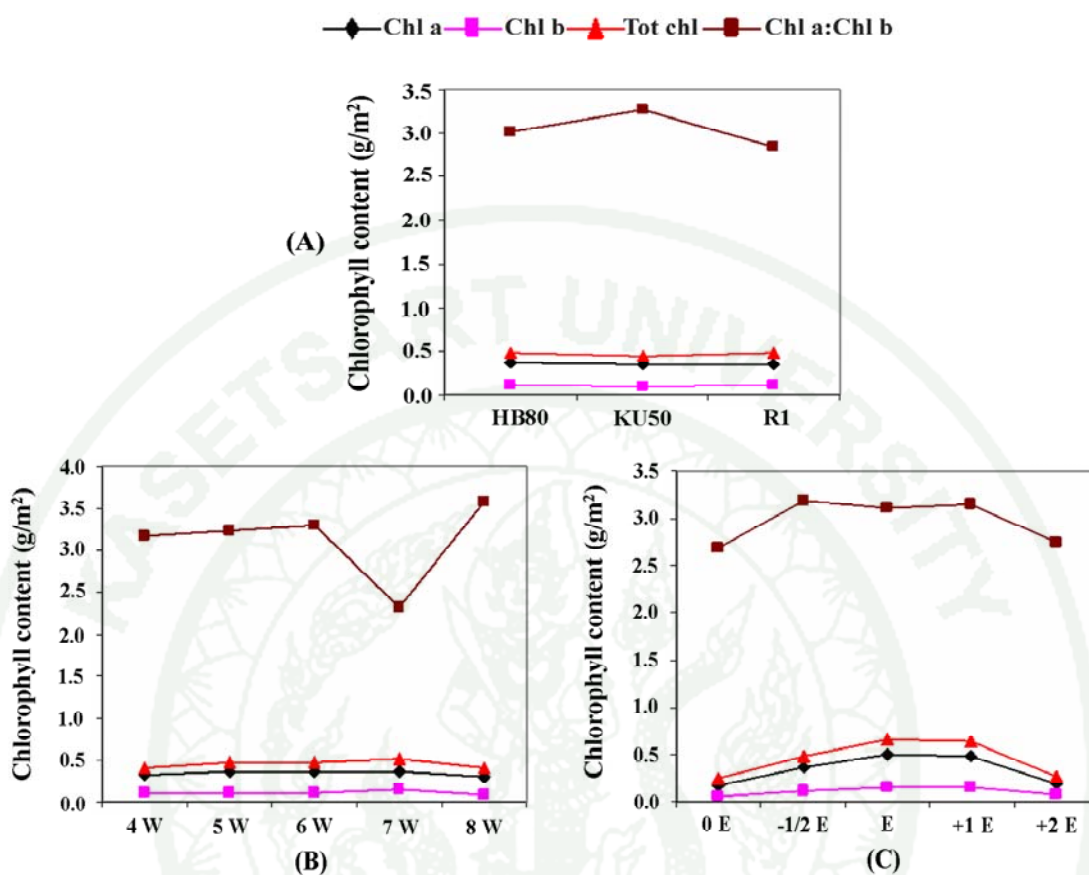 Chl a Chl b Tot chl Chl a:Chl b
Chlorophyll content (g/m²)
3.5
3.0
2.5
2.0
1.5
1.0
0.5
0.0
HB80 KU50 R1
(A)
Chlorophyll content (g/m²)
4.0
3.5
3.0
2.5
2.0
1.5
1.0
0.5
0.0
4 W 5 W 6 W 7 W 8 W
(B)
Chlorophyll content (g/m²)
3.5
3.0
2.5
2.0
1.5
1.0
0.5
0.0
0 E -1/2 E E +1 E +2 E
(C)
KASETSART UNIVERSITY